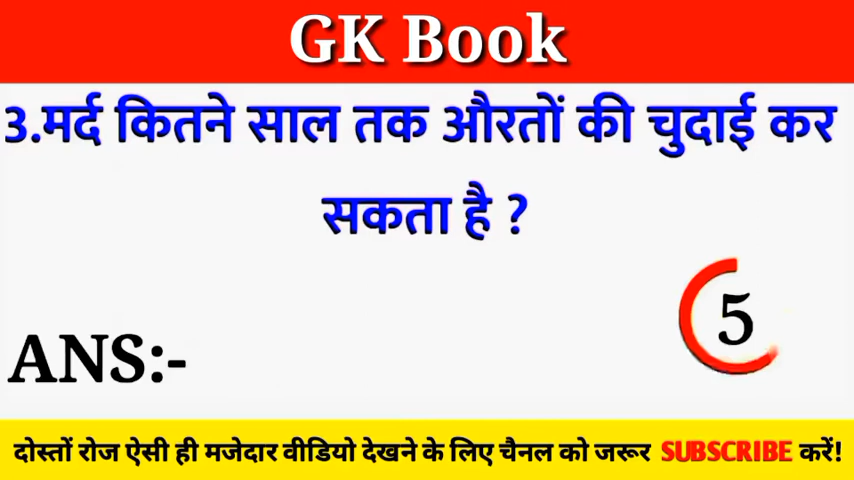 GK Book
3.मर्द कितने साल तक औरतों की चुदाई कर
सकता है ?
5
ANS:-
दोस्तों रोज ऐसी ही मजेदार वीडियो देखने के लिए चैनल को जरूर SUBSCRIBE करें!